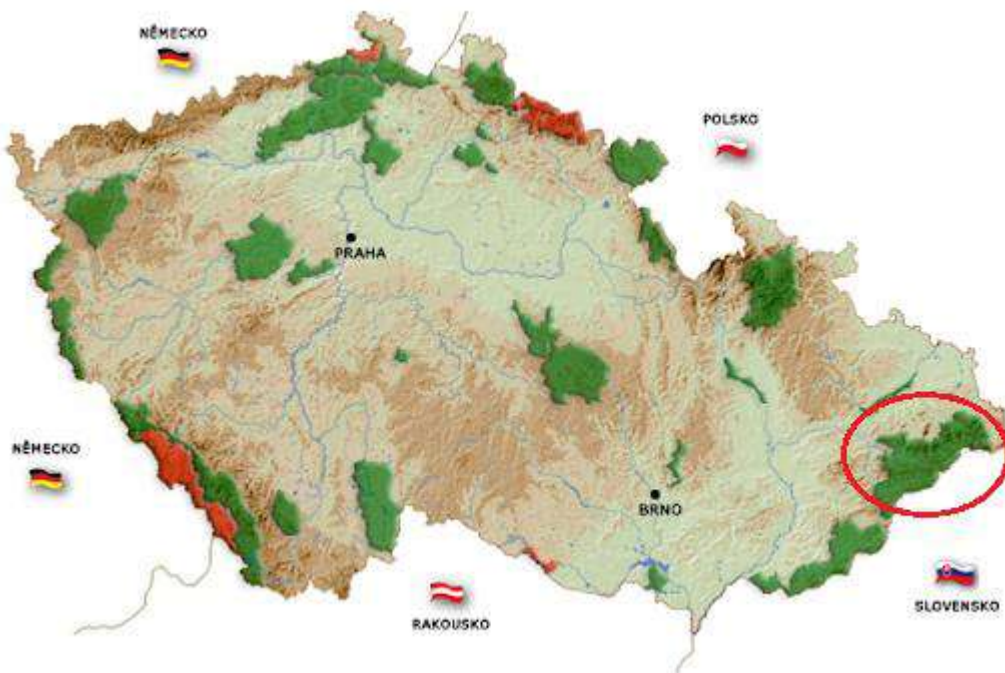 NĚMECKO
POLSKO
PRAHA
NĚMECKO
BRNO
SLOVENSKO
RAKOUSKO